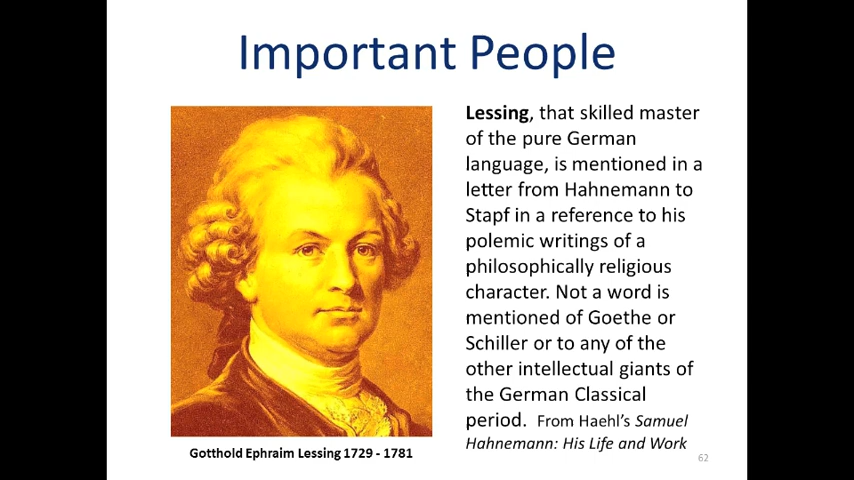 Important People
Lessing, that skilled master
of the pure German
language, is mentioned in a
letter from Hahnemann to
Stapf in a reference to his
polemic writings of a
philosophically religious
character. Not a word is
mentioned of Goethe or
Schiller or to any of the
other intellectual giants of
the German Classical
period. From Haehl's Samuel
Hahnemann: His Life and Work
Gotthold Ephraim Lessing 1729 - 1781
62